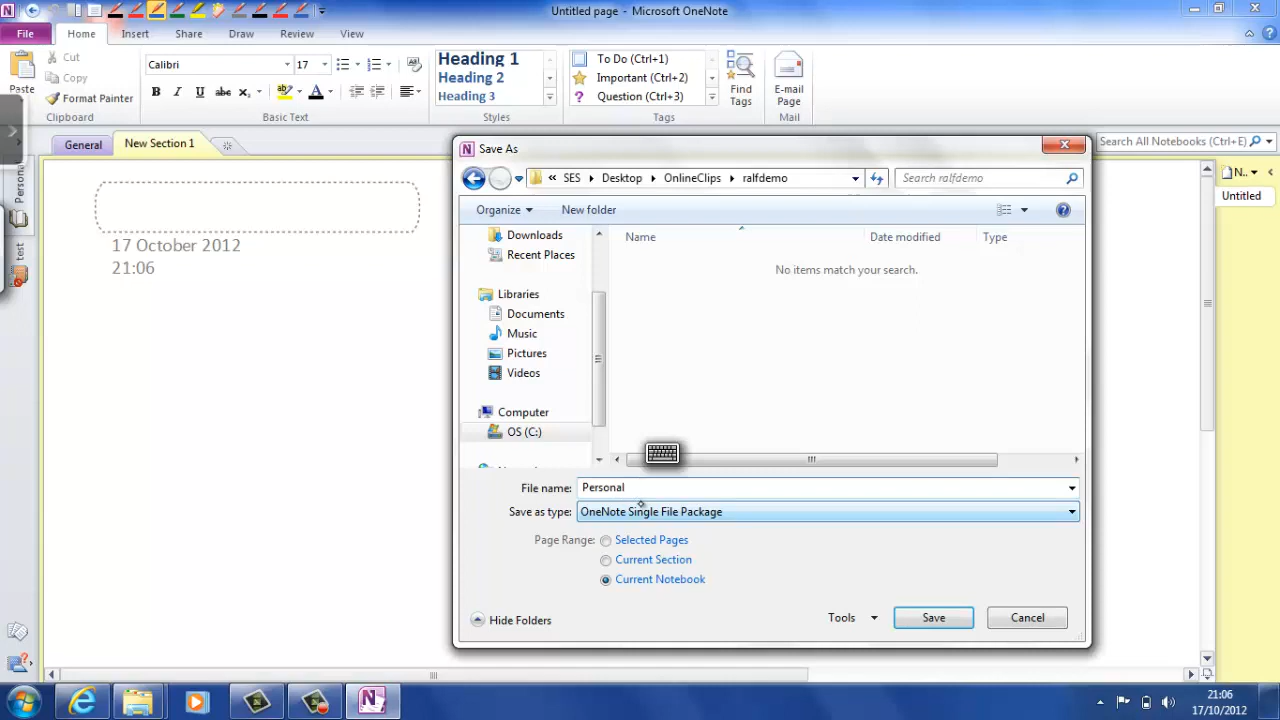 Untitled page - Microsoft OneNote
File Home Insert Share Draw Review View
Paste
Cut
Copy
Format Painter
Clipboard
Calibri 17
B I U abc X₂ A
Basic Text
Heading 1
Heading 2
Heading 3
Styles
To Do (Ctrl+1)
Important (Ctrl+2)
? Question (Ctrl+3)
Tags
Find
Tags
E-mail
Page
Mail
General New Section 1
Search All Notebooks (Ctrl+E)
Personal
test
17 October 2012
21:06
N..
Untitled
Save As
« SES Desktop OnlineClips ralfdemo
Search ralfdemo
Organize New folder
Downloads
Recent Places
Libraries
Documents
Music
Pictures
Videos
Computer
OS (C:)
Name Date modified Type
No items match your search.
File name: Personal
Save as type: OneNote Single File Package
Page Range: Selected Pages
Current Section
Current Notebook
Hide Folders
Tools Save Cancel
21:06
17/10/2012